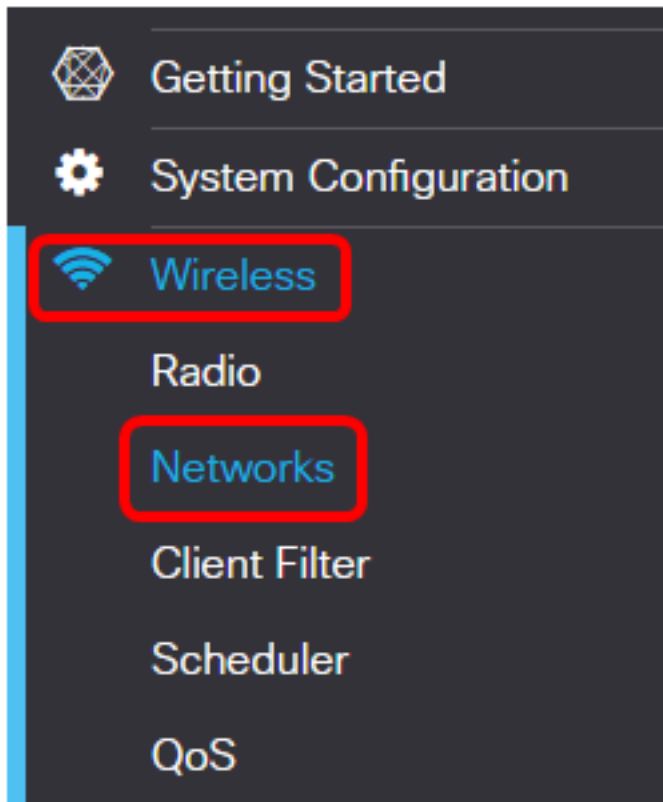 Getting Started
System Configuration
Wireless
Radio
Networks
Client Filter
Scheduler
QoS